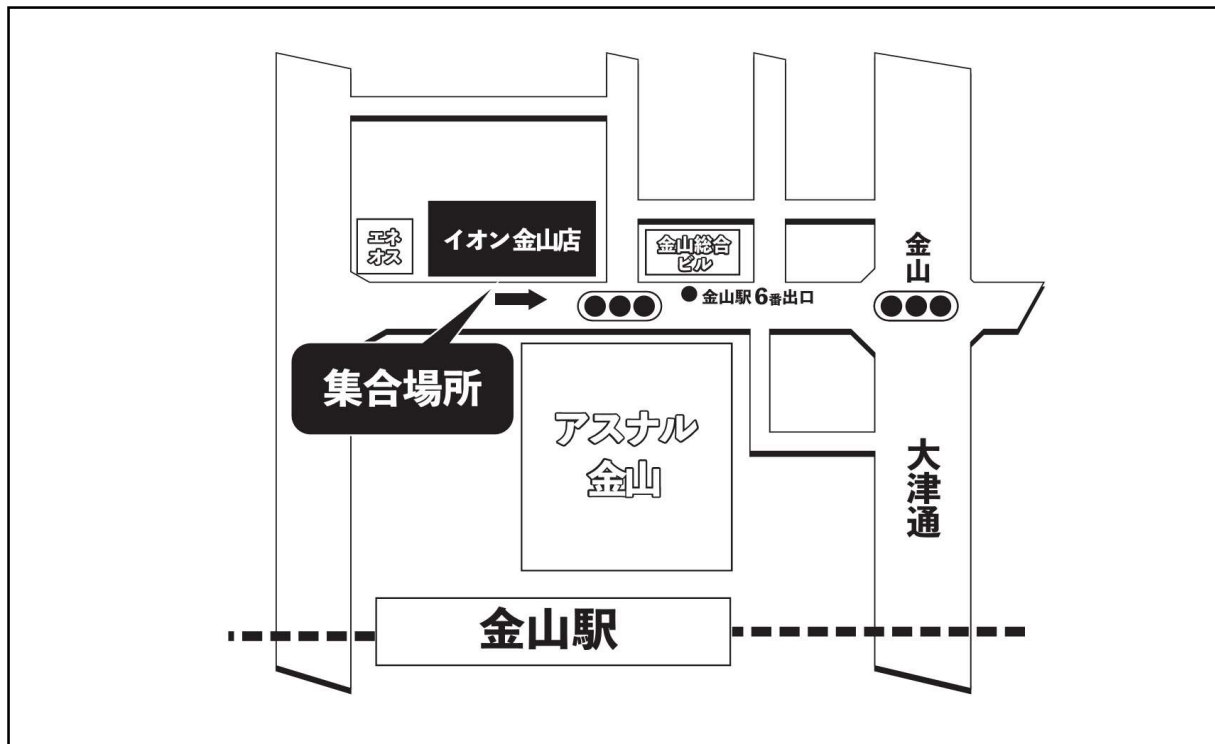 エネ
オス
イオン金山店
金山総合
ビル
金山
金山駅6番出口
集合場所
アスナル
金山
大津通
金山駅